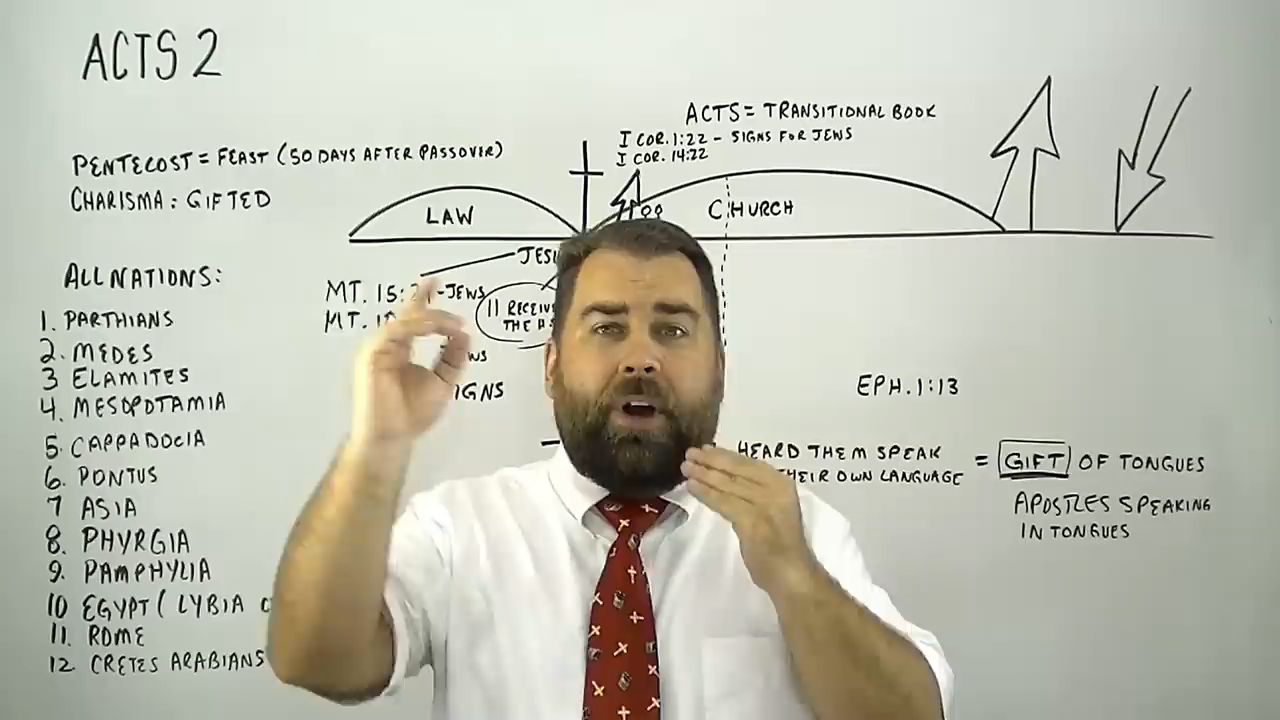 ACTS 2
ACTS = TRANSITIONAL BOOK
I COR. 1:22 - SIGNS FOR JEWS
I COR. 14:22
PENTECOST = FEAST (50 DAYS AFTER PASSOVER)
CHARISMA: GIFTED
LAW
CHURCH
ALL NATIONS:
1. PARTHIANS
2. MEDES
3 ELAMITES
4. MESOPOTAMIA
5. CAPPADOCIA
6. PONTUS
7 ASIA
8. PHYRGIA
9. PAMPHYLIA
10 EGYPT ( LYBIA
11. ROME
12 CRETES ARABIANS
MT. 15: -JEWS
MT.
11
THE
EPH. 1:13
HEARD THEM SPEAK
OWN LANGUAGE
= GIFT OF TONGUES
APOSTLES SPEAKING
IN TONGUES